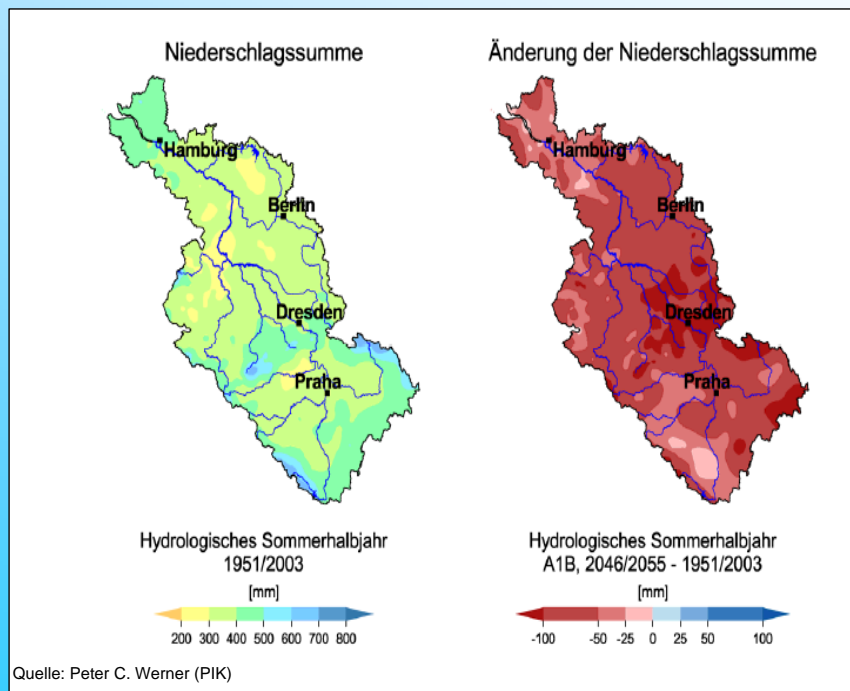 Niederschlagssumme
Hamburg
Berlin
Dresden
Praha
Hydrologisches Sommerhalbjahr
1951/2003
[mm]
200 300 400 500 600 700 800
Änderung der Niederschlagssumme
Hamburg
Berlin
Dresden
Praha
Hydrologisches Sommerhalbjahr
A1B, 2046/2055 - 1951/2003
[mm]
-100 -50 -25 0 25 50 100
Quelle: Peter C. Werner (PIK)